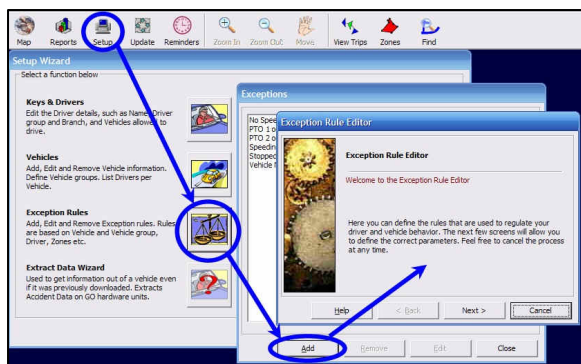 Map Reports Setup Update Reminders Zoom In Zoom Out Move View Trips Zones Find
Setup Wizard
Select a function below
Keys & Drivers
Edit the Driver details, such as Name, Driver
group and Branch, and Vehicles allowed to
drive.
Vehicles
Add, Edit and Remove Vehicle information.
Define Vehicle groups. List Drivers per
Vehicle.
Exception Rules
Add, Edit and Remove Exception rules. Rules
are based on Vehicle and Vehicle group,
Driver, Zones etc.
Extract Data Wizard
Used to get information out of a vehicle even
if it was previously downloaded. Extracts
Accident Data on GO hardware units.
Exceptions
No Spee
PTO 1 o
PTO 2 o
Speedin
Stopped
Vehicle
Add Remove Edit Close
Exception Rule Editor
Exception Rule Editor
Welcome to the Exception Rule Editor
Here you can define the rules that are used to regulate your
driver and vehicle behavior. The next few screens will allow you
to define the correct parameters. Feel free to cancel the process
at any time.
Help < Back Next > Cancel